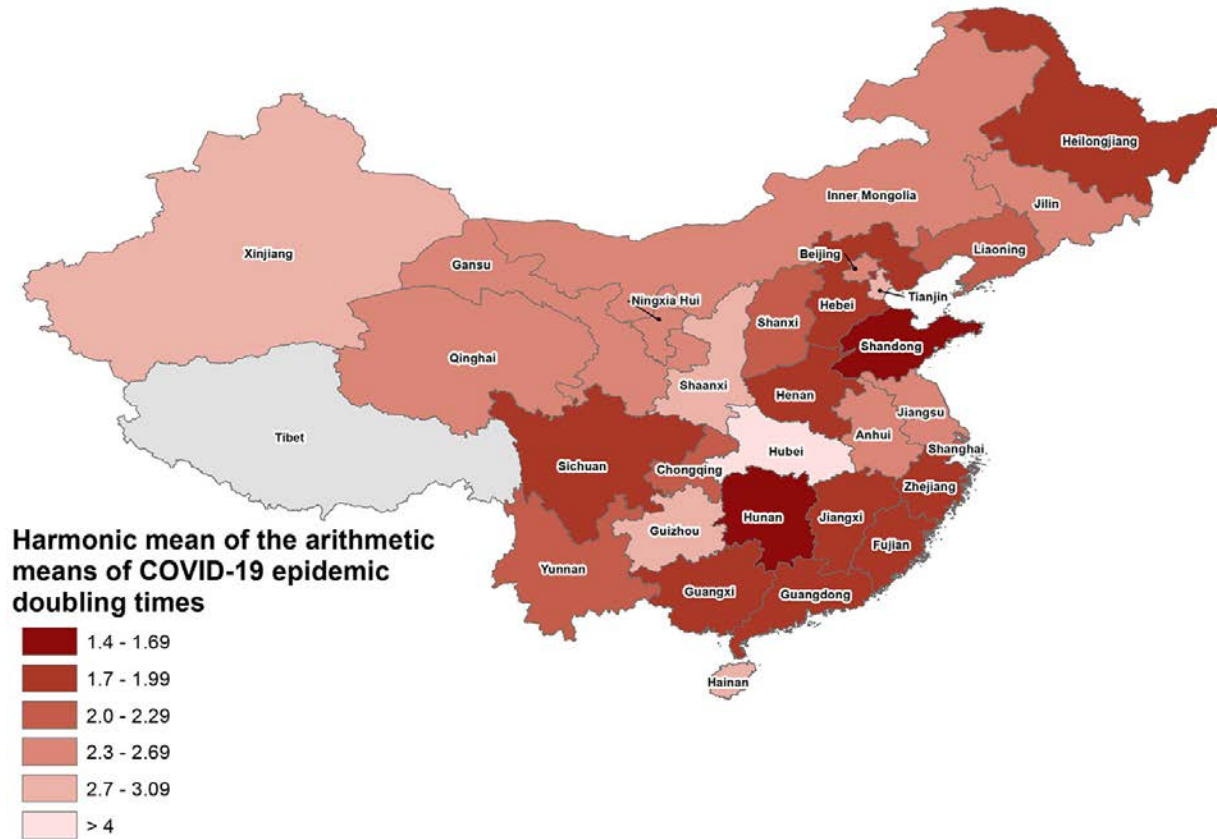 Heilongjiang
Inner Mongolia
Jilin
Xinjiang
Beijing
Liaoning
Gansu
Ningxia Hui
Tianjin
Hebei
Shanxi
Shandong
Qinghai
Shaanxi
Henan
Jiangsu
Anhui
Tibet
Hubei
Shanghai
Sichuan
Chongqing
Zhejiang
Hunan
Jiangxi
Guizhou
Fujian
Yunnan
Guangxi
Guangdong
Hainan
Harmonic mean of the arithmetic
means of COVID-19 epidemic
doubling times
1.4 - 1.69
1.7 - 1.99
2.0 - 2.29
2.3 - 2.69
2.7 - 3.09
> 4